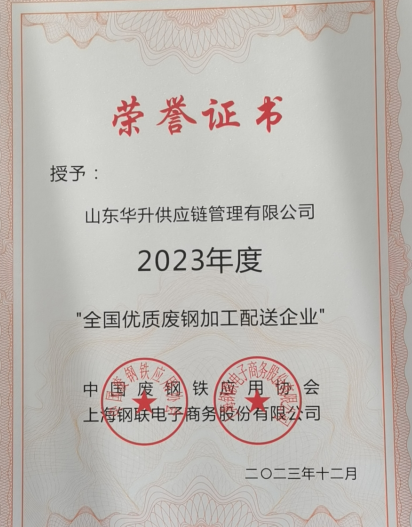 荣誉证书
授予：
山东华升供应链管理有限公司
2023年度
"全国优质废钢加工配送企业"
中国废钢铁应用协会
上海钢联电子商务股份有限公司
二〇二三年十二月